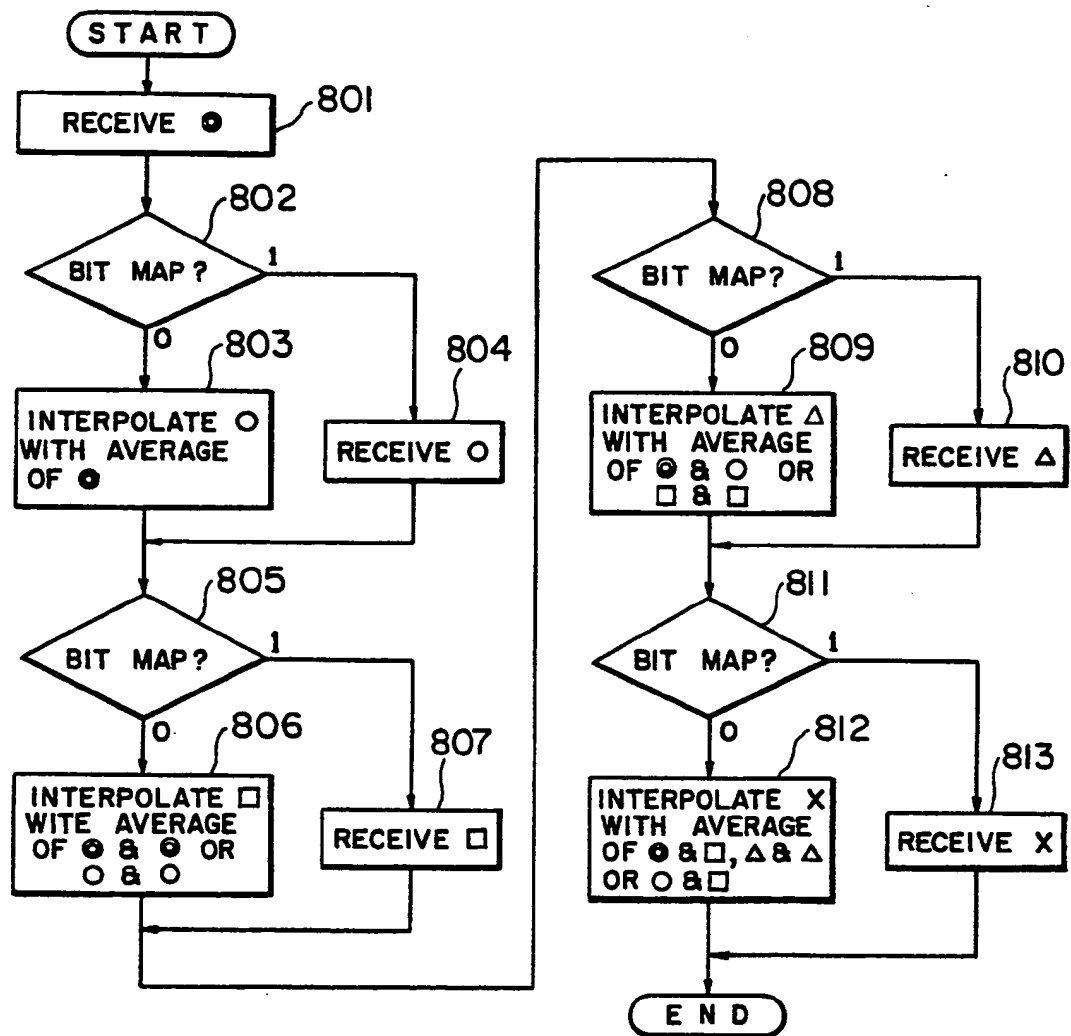 START
RECEIVE ◎
801
802
BIT MAP?
1
0
803
INTERPOLATE ○
WITH AVERAGE
OF ◎
804
RECEIVE ○
805
BIT MAP?
1
0
806
INTERPOLATE □
WITE AVERAGE
OF ◎ & ◎ OR
○ & ○
807
RECEIVE □
808
BIT MAP?
1
0
809
INTERPOLATE △
WITH AVERAGE
OF ◎ & ○ OR
□ & □
810
RECEIVE △
811
BIT MAP?
1
0
812
INTERPOLATE X
WITH AVERAGE
OF ◎ & □, △ & △
OR ○ & □
813
RECEIVE X
END